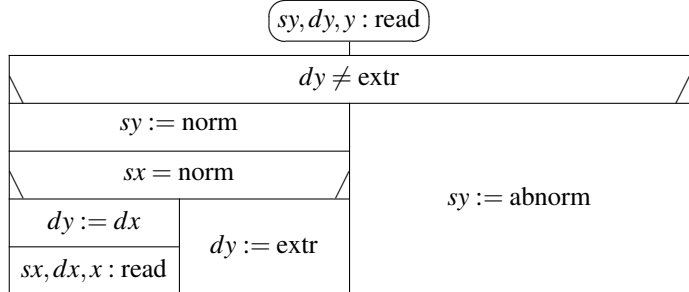 sy, dy, y : read
dy ≠ extr
sy := norm
sx = norm
sy := abnorm
dy := dx
dy := extr
sx, dx, x : read